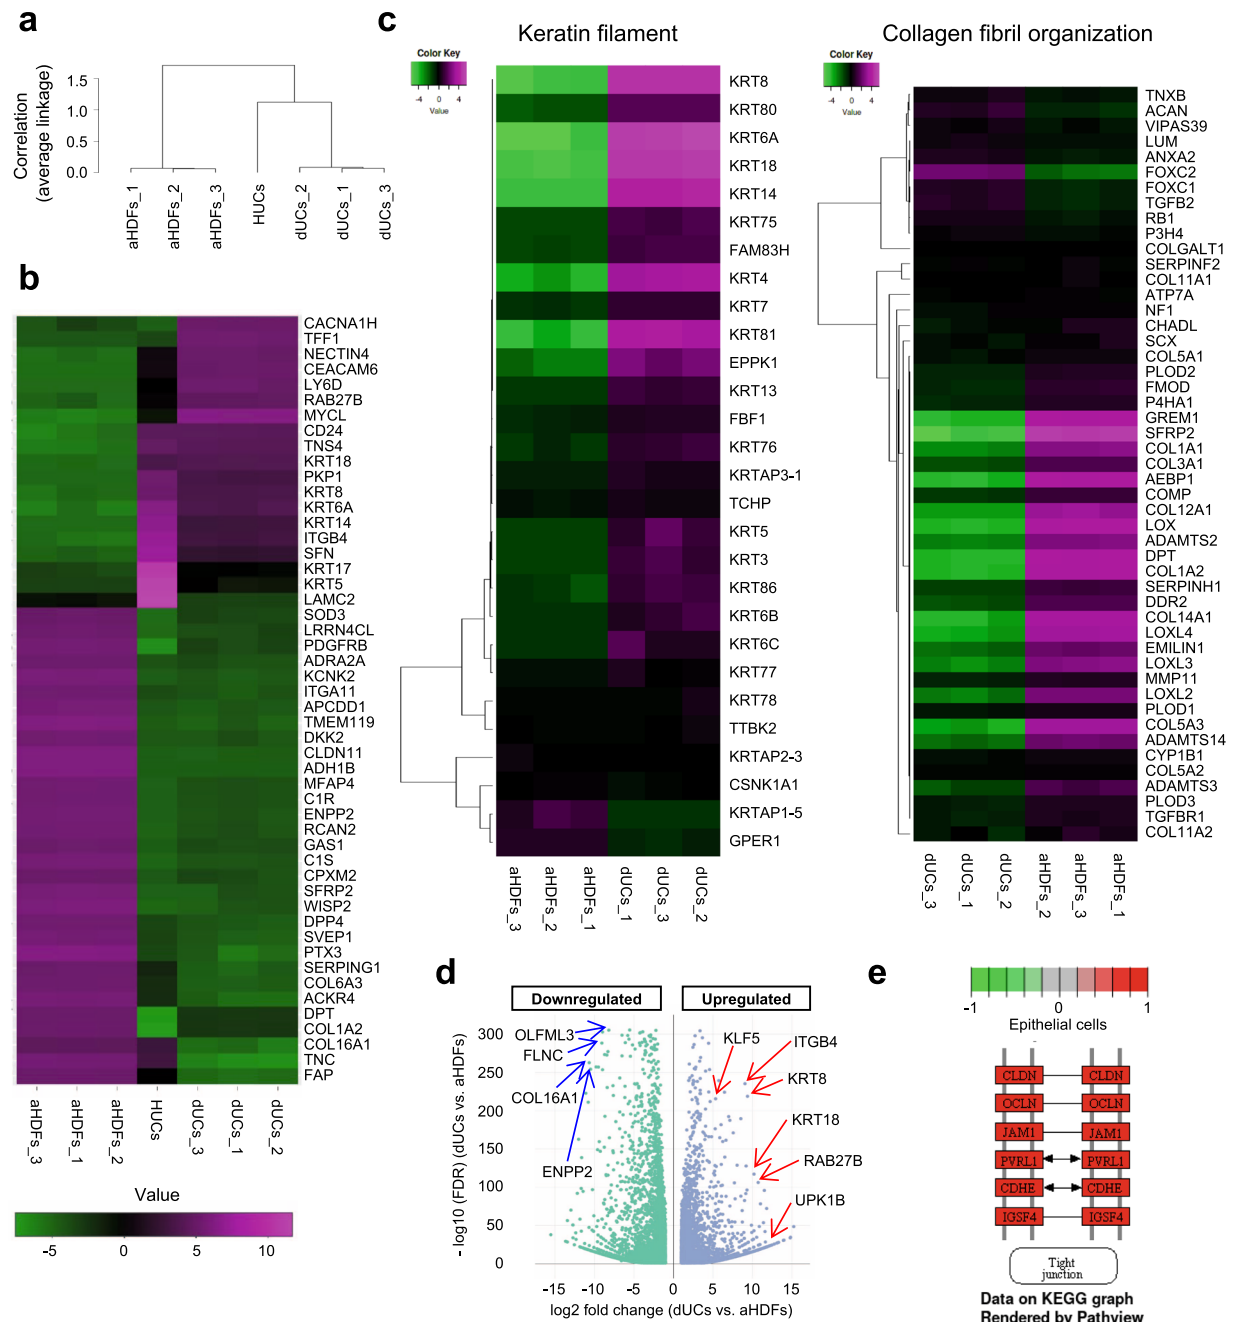 a
Correlation
(average linkage)
1.5
1.0
0.5
0.0
aHDFs_1
aHDFs_2
aHDFs_3
HUCs
dUCs_2
dUCs_1
dUCs_3
b
CACNA1H
TFF1
NECTIN4
CEACAM6
LY6D
RAB27B
MYCL
CD24
TNS4
KRT18
PKP1
KRT8
KRT6A
KRT14
ITGB4
SFN
KRT17
KRT5
LAMC2
SOD3
LRRN4CL
PDGFRB
ADRA2A
KCNK2
ITGA11
APCDD1
TMEM119
DKK2
CLDN11
ADH1B
MFAP4
C1R
ENPP2
RCAN2
GAS1
C1S
CPXM2
SFRP2
WISP2
DPP4
SVEP1
PTX3
SERPING1
COL6A3
ACKR4
DPT
COL1A2
COL16A1
TNC
FAP
aHDFs_3
aHDFs_1
aHDFs_2
HUCs
dUCs_3
dUCs_1
dUCs_2
Value
-5 0 5 10
c
Keratin filament
Color Key
-4 0 4
Value
KRT8
KRT80
KRT6A
KRT18
KRT14
KRT75
FAM83H
KRT4
KRT7
KRT81
EPPK1
KRT13
FBF1
KRT76
KRTAP3-1
TCHP
KRT5
KRT3
KRT86
KRT6B
KRT6C
KRT77
KRT78
TTBK2
KRTAP2-3
CSNK1A1
KRTAP1-5
GPER1
aHDFs_3
aHDFs_2
aHDFs_1
dUCs_1
dUCs_3
dUCs_2
Collagen fibril organization
Color Key
-4 0 4
Value
TNXB
ACAN
VIPAS39
LUM
ANXA2
FOXC2
FOXC1
TGFB2
RB1
P3H4
COLGALT1
SERPINF2
COL11A1
ATP7A
NF1
CHADL
SCX
COL5A1
PLOD2
FMOD
P4HA1
GREM1
SFRP2
COL1A1
COL3A1
AEBP1
COMP
COL12A1
LOX
ADAMTS2
DPT
COL1A2
SERPINH1
DDR2
COL14A1
LOXL4
EMILIN1
LOXL3
MMP11
LOXL2
PLOD1
COL5A3
ADAMTS14
CYP1B1
COL5A2
ADAMTS3
PLOD3
TGFBR1
COL11A2
dUCs_3
dUCs_1
dUCs_2
aHDFs_2
aHDFs_3
aHDFs_1
d
Downregulated
Upregulated
- log10 (FDR) (dUCs vs. aHDFs)
300
250
200
150
100
50
0
OLFML3
FLNC
COL16A1
ENPP2
KLF5
ITGB4
KRT8
KRT18
RAB27B
UPK1B
-15 -10 -5 0 5 10 15
log2 fold change (dUCs vs. aHDFs)
e
-1 0 1
Epithelial cells
CLDN CLDN
OCLN OCLN
JAM1 JAM1
PVRL1 PVRL1
CDHE CDHE
IGSF4 IGSF4
Tight
junction
Data on KEGG graph
Rendered by Pathview